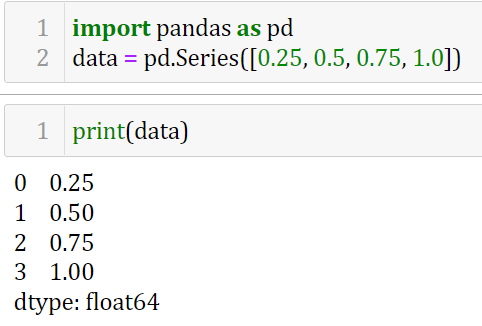 1 import pandas as pd
2 data = pd.Series([0.25, 0.5, 0.75, 1.0])
1 print(data)
0 0.25
1 0.50
2 0.75
3 1.00
dtype: float64